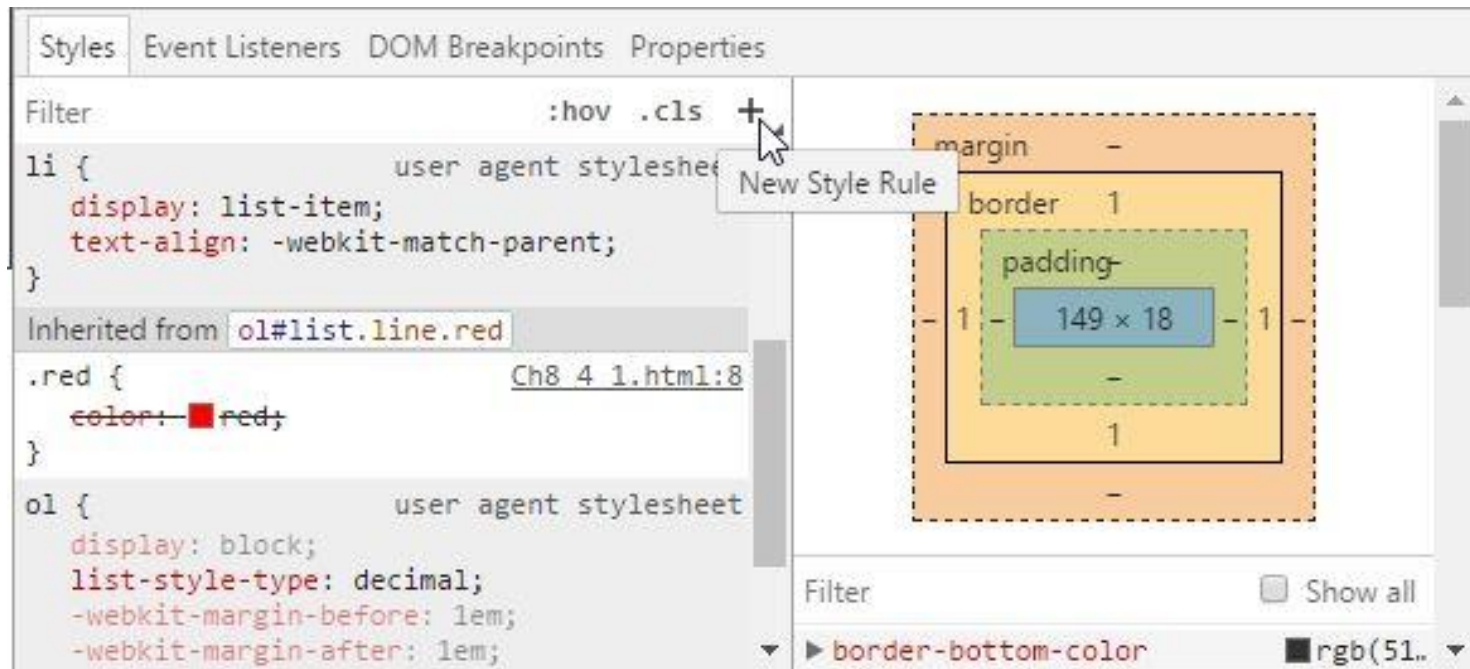 Styles Event Listeners DOM Breakpoints Properties
Filter :hov .cls +
New Style Rule
li { user agent styleshee
display: list-item;
text-align: -webkit-match-parent;
}
Inherited from ol#list.line.red
.red { Ch8 4 1.html:8
color: red;
}
ol { user agent stylesheet
display: block;
list-style-type: decimal;
-webkit-margin-before: 1em;
-webkit-margin-after: 1em;
margin –
border 1
padding –
– 1 – 149 × 18 – 1 –
–
1
–
Filter Show all
border-bottom-color rgb(51…